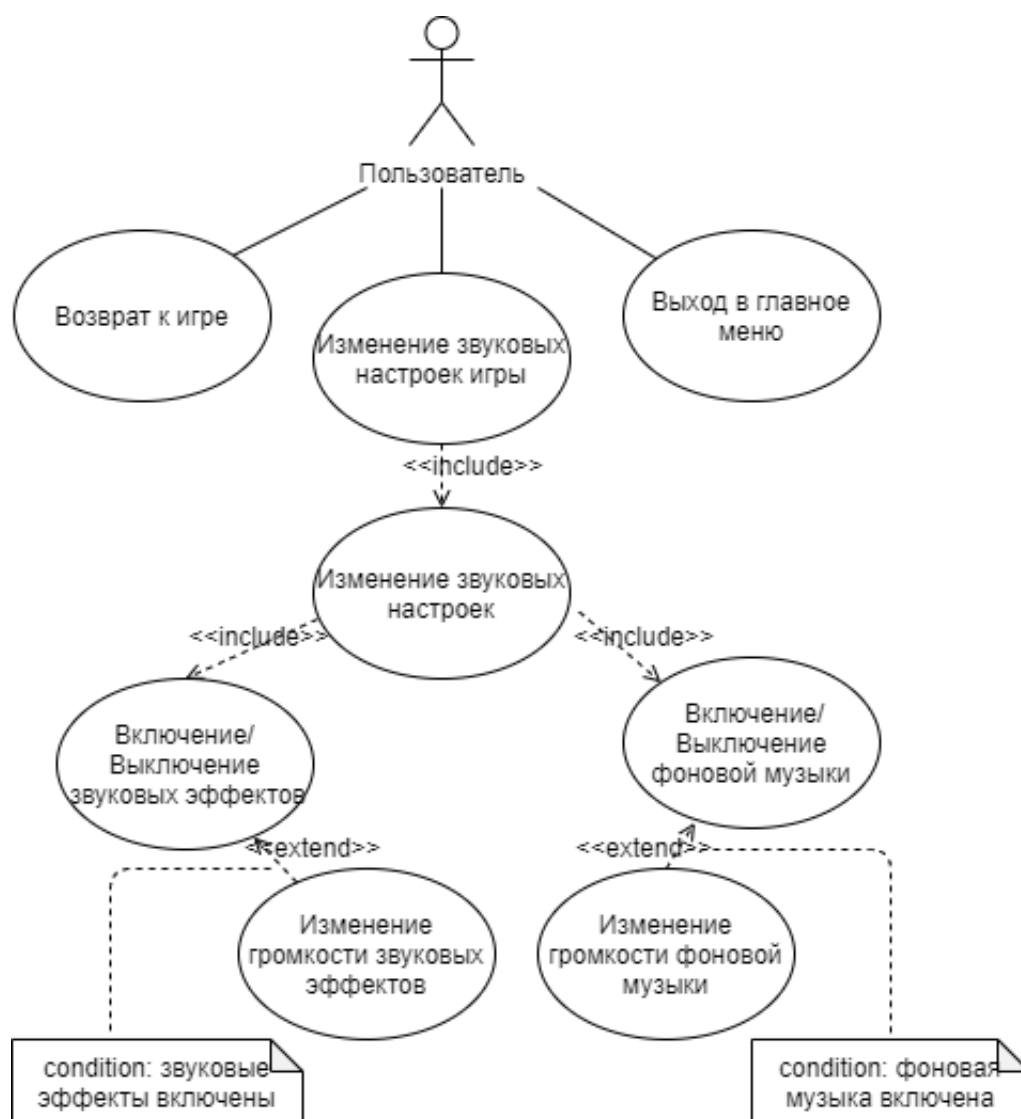 Пользователь
Возврат к игре
Изменение звуковых
настроек игры
Выход в главное
меню
<<include>>
Изменение звуковых
настроек
<<include>>
<<include>>
Включение/
Выключение
звуковых эффектов
Включение/
Выключение
фоновой музыки
<<extend>>
<<extend>>
Изменение
громкости звуковых
эффектов
Изменение
громкости фоновой
музыки
condition: звуковые
эффекты включены
condition: фоновая
музыка включена